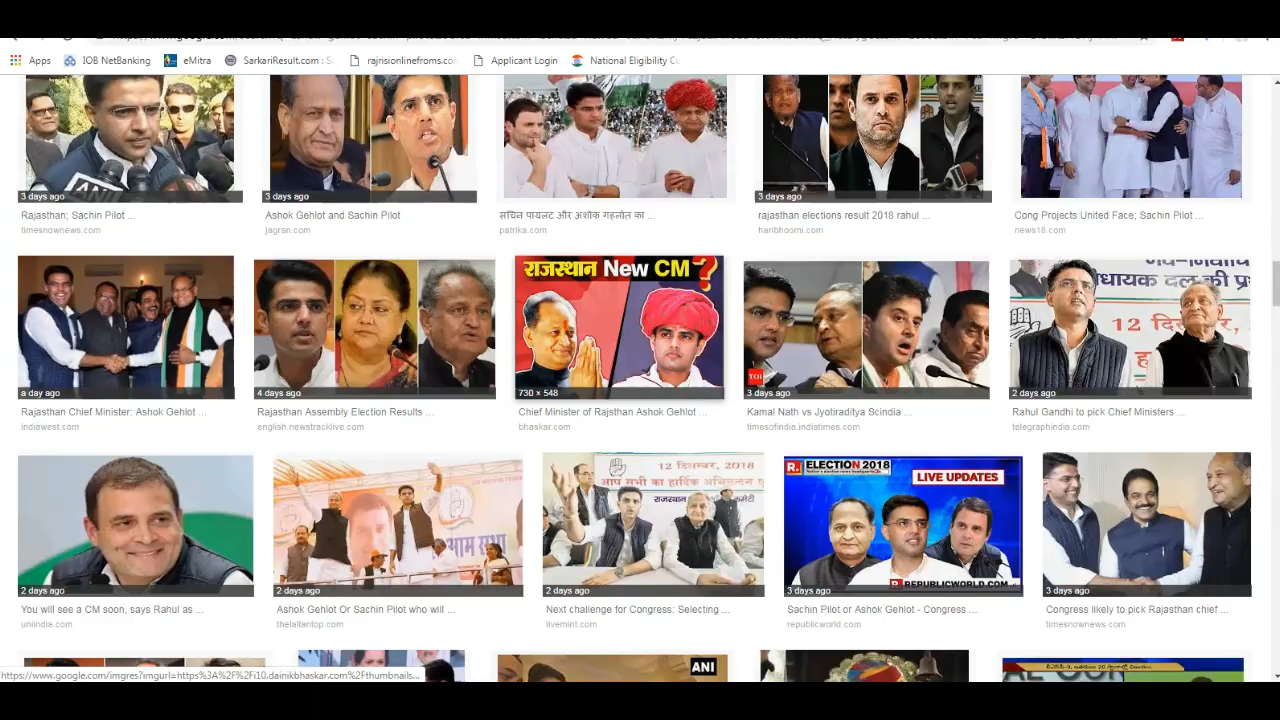 Apps
IOB NetBanking
eMitra
SarkariResult.com : S
rajrisionlinefroms.co
Applicant Login
National Eligibility C
ANI
3 days ago
3 days ago
3 days ago
Rajasthan; Sachin Pilot ...
Ashok Gehlot and Sachin Pilot
सचिन पायलट और अशोक गहलोत का ...
rajasthan elections result 2018 rahul ...
Cong Projects United Face; Sachin Pilot ...
timesnownews.com
jagran.com
patrika.com
haribhoomi.com
news18.com
राजस्थान New CM ?
12 दिसम्बर
TOI
a day ago
4 days ago
730 × 548
3 days ago
2 days ago
Rajasthan Chief Minister: Ashok Gehlot ...
Rajasthan Assembly Election Results ...
Chief Minister of Rajsthan Ashok Gehlot ...
Kamal Nath vs Jyotiraditya Scindia ...
Rahul Gandhi to pick Chief Ministers ...
indiawest.com
english.newstracklive.com
bhaskar.com
timesofindia.indiatimes.com
telegraphindia.com
12 दिसम्बर, 2018
आप सभी का हार्दिक
R. ELECTION 2018
LIVE UPDATES
R REPUBLICWORLD.COM
2 days ago
2 days ago
2 days ago
3 days ago
3 days ago
You will see a CM soon, says Rahul as ...
Ashok Gehlot Or Sachin Pilot who will ...
Next challenge for Congress: Selecting ...
Sachin Pilot or Ashok Gehlot - Congress ...
Congress likely to pick Rajasthan chief ...
uniindia.com
thelallantop.com
livemint.com
republicworld.com
timesnownews.com
ANI
https://www.google.com/imgres?imgurl=https%3A%2F%2Fi10.dainikbhaskar.com%2Fthumbnails...